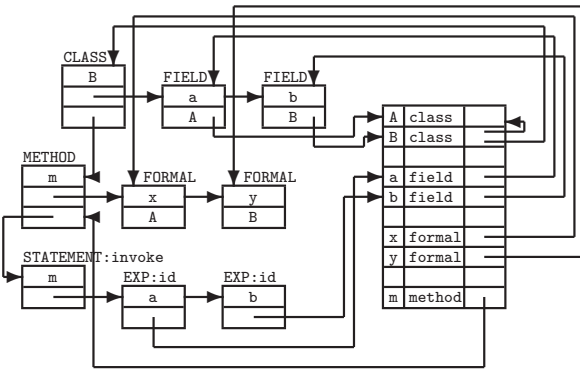 CLASS
B
FIELD
a
A
FIELD
b
B
METHOD
m
FORMAL
x
A
FORMAL
y
B
STATEMENT:invoke
m
EXP:id
a
EXP:id
b
A class
B class
a field
b field
x formal
y formal
m method